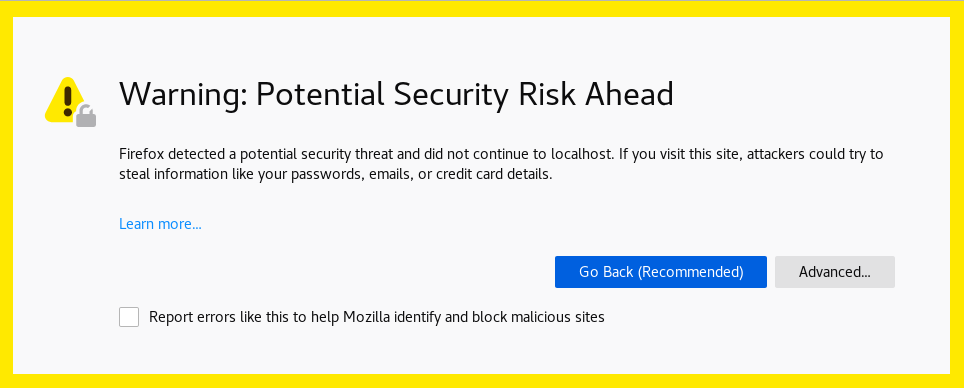 Warning: Potential Security Risk Ahead
Firefox detected a potential security threat and did not continue to localhost. If you visit this site, attackers could try to
steal information like your passwords, emails, or credit card details.
Learn more...
Go Back (Recommended)
Advanced...
Report errors like this to help Mozilla identify and block malicious sites